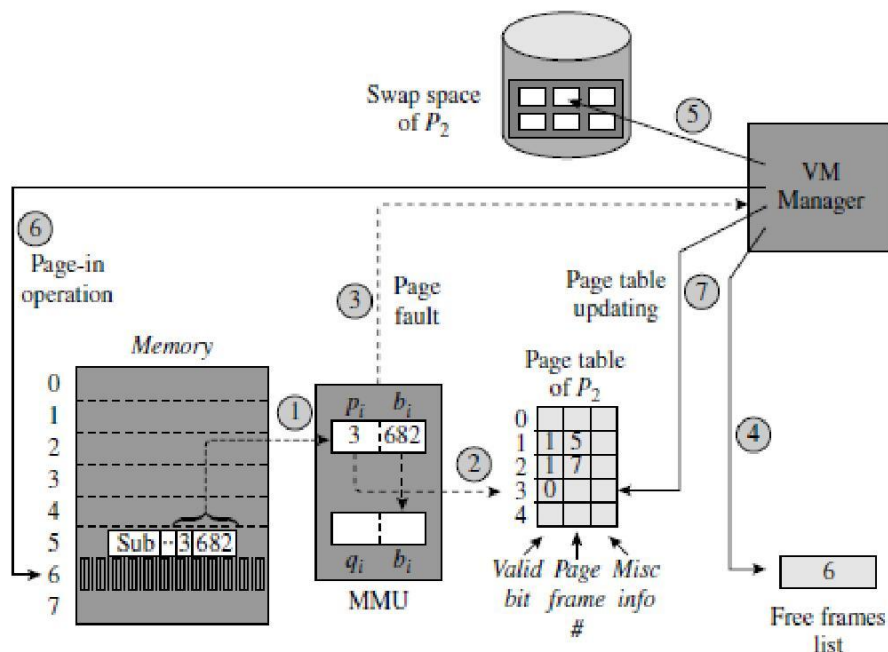 Swap space
of P₂
5
VM
Manager
6
Page-in
operation
3
Page
fault
Page table
updating
7
Memory
0
1
2
3
4
5
6
7
Sub ·· 3 682
1
pᵢ bᵢ
3 682
qᵢ bᵢ
MMU
2
Page table
of P₂
0
1 1 5
2 1 7
3 0
4
Valid Page Misc
bit frame info
#
4
6
Free frames
list